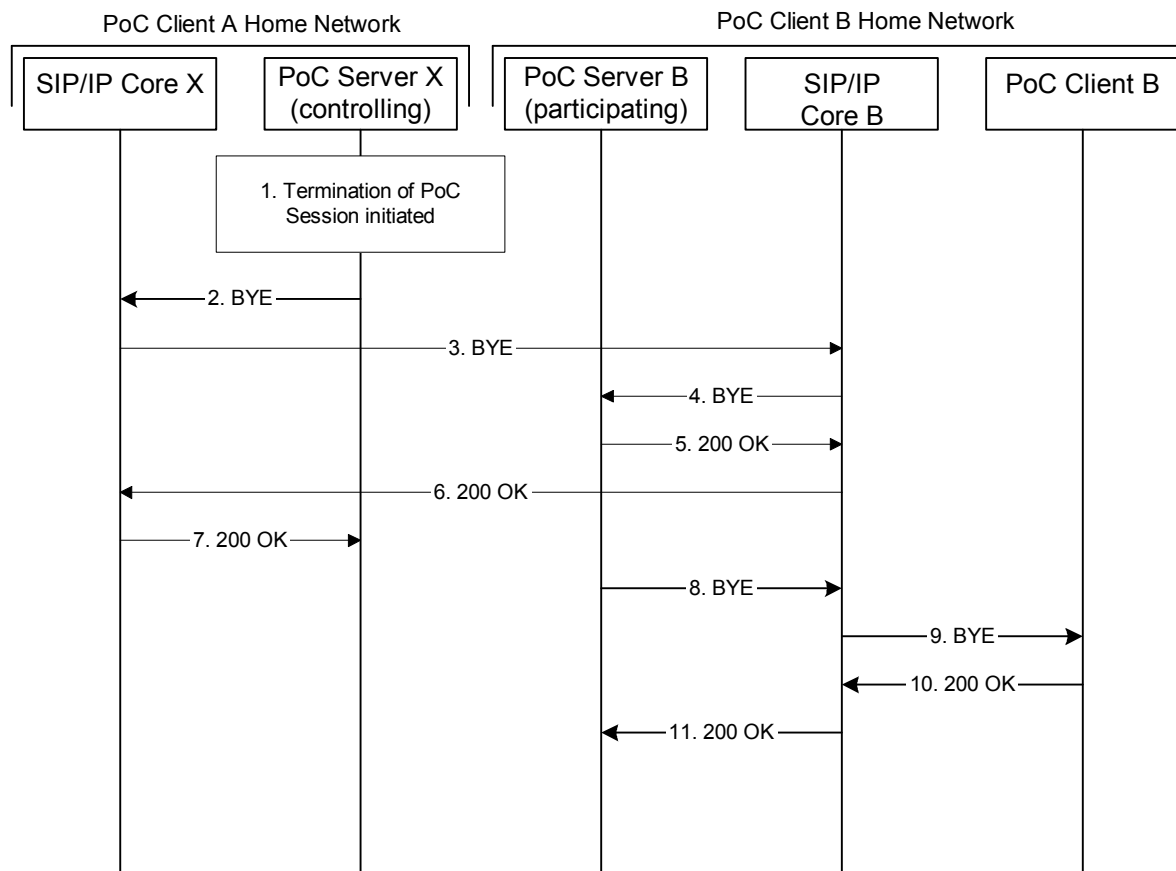 PoC Client A Home Network
PoC Client B Home Network
SIP/IP Core X
PoC Server X
(controlling)
PoC Server B
(participating)
SIP/IP
Core B
PoC Client B
1. Termination of PoC
Session initiated
2. BYE
3. BYE
4. BYE
5. 200 OK
6. 200 OK
7. 200 OK
8. BYE
9. BYE
10. 200 OK
11. 200 OK